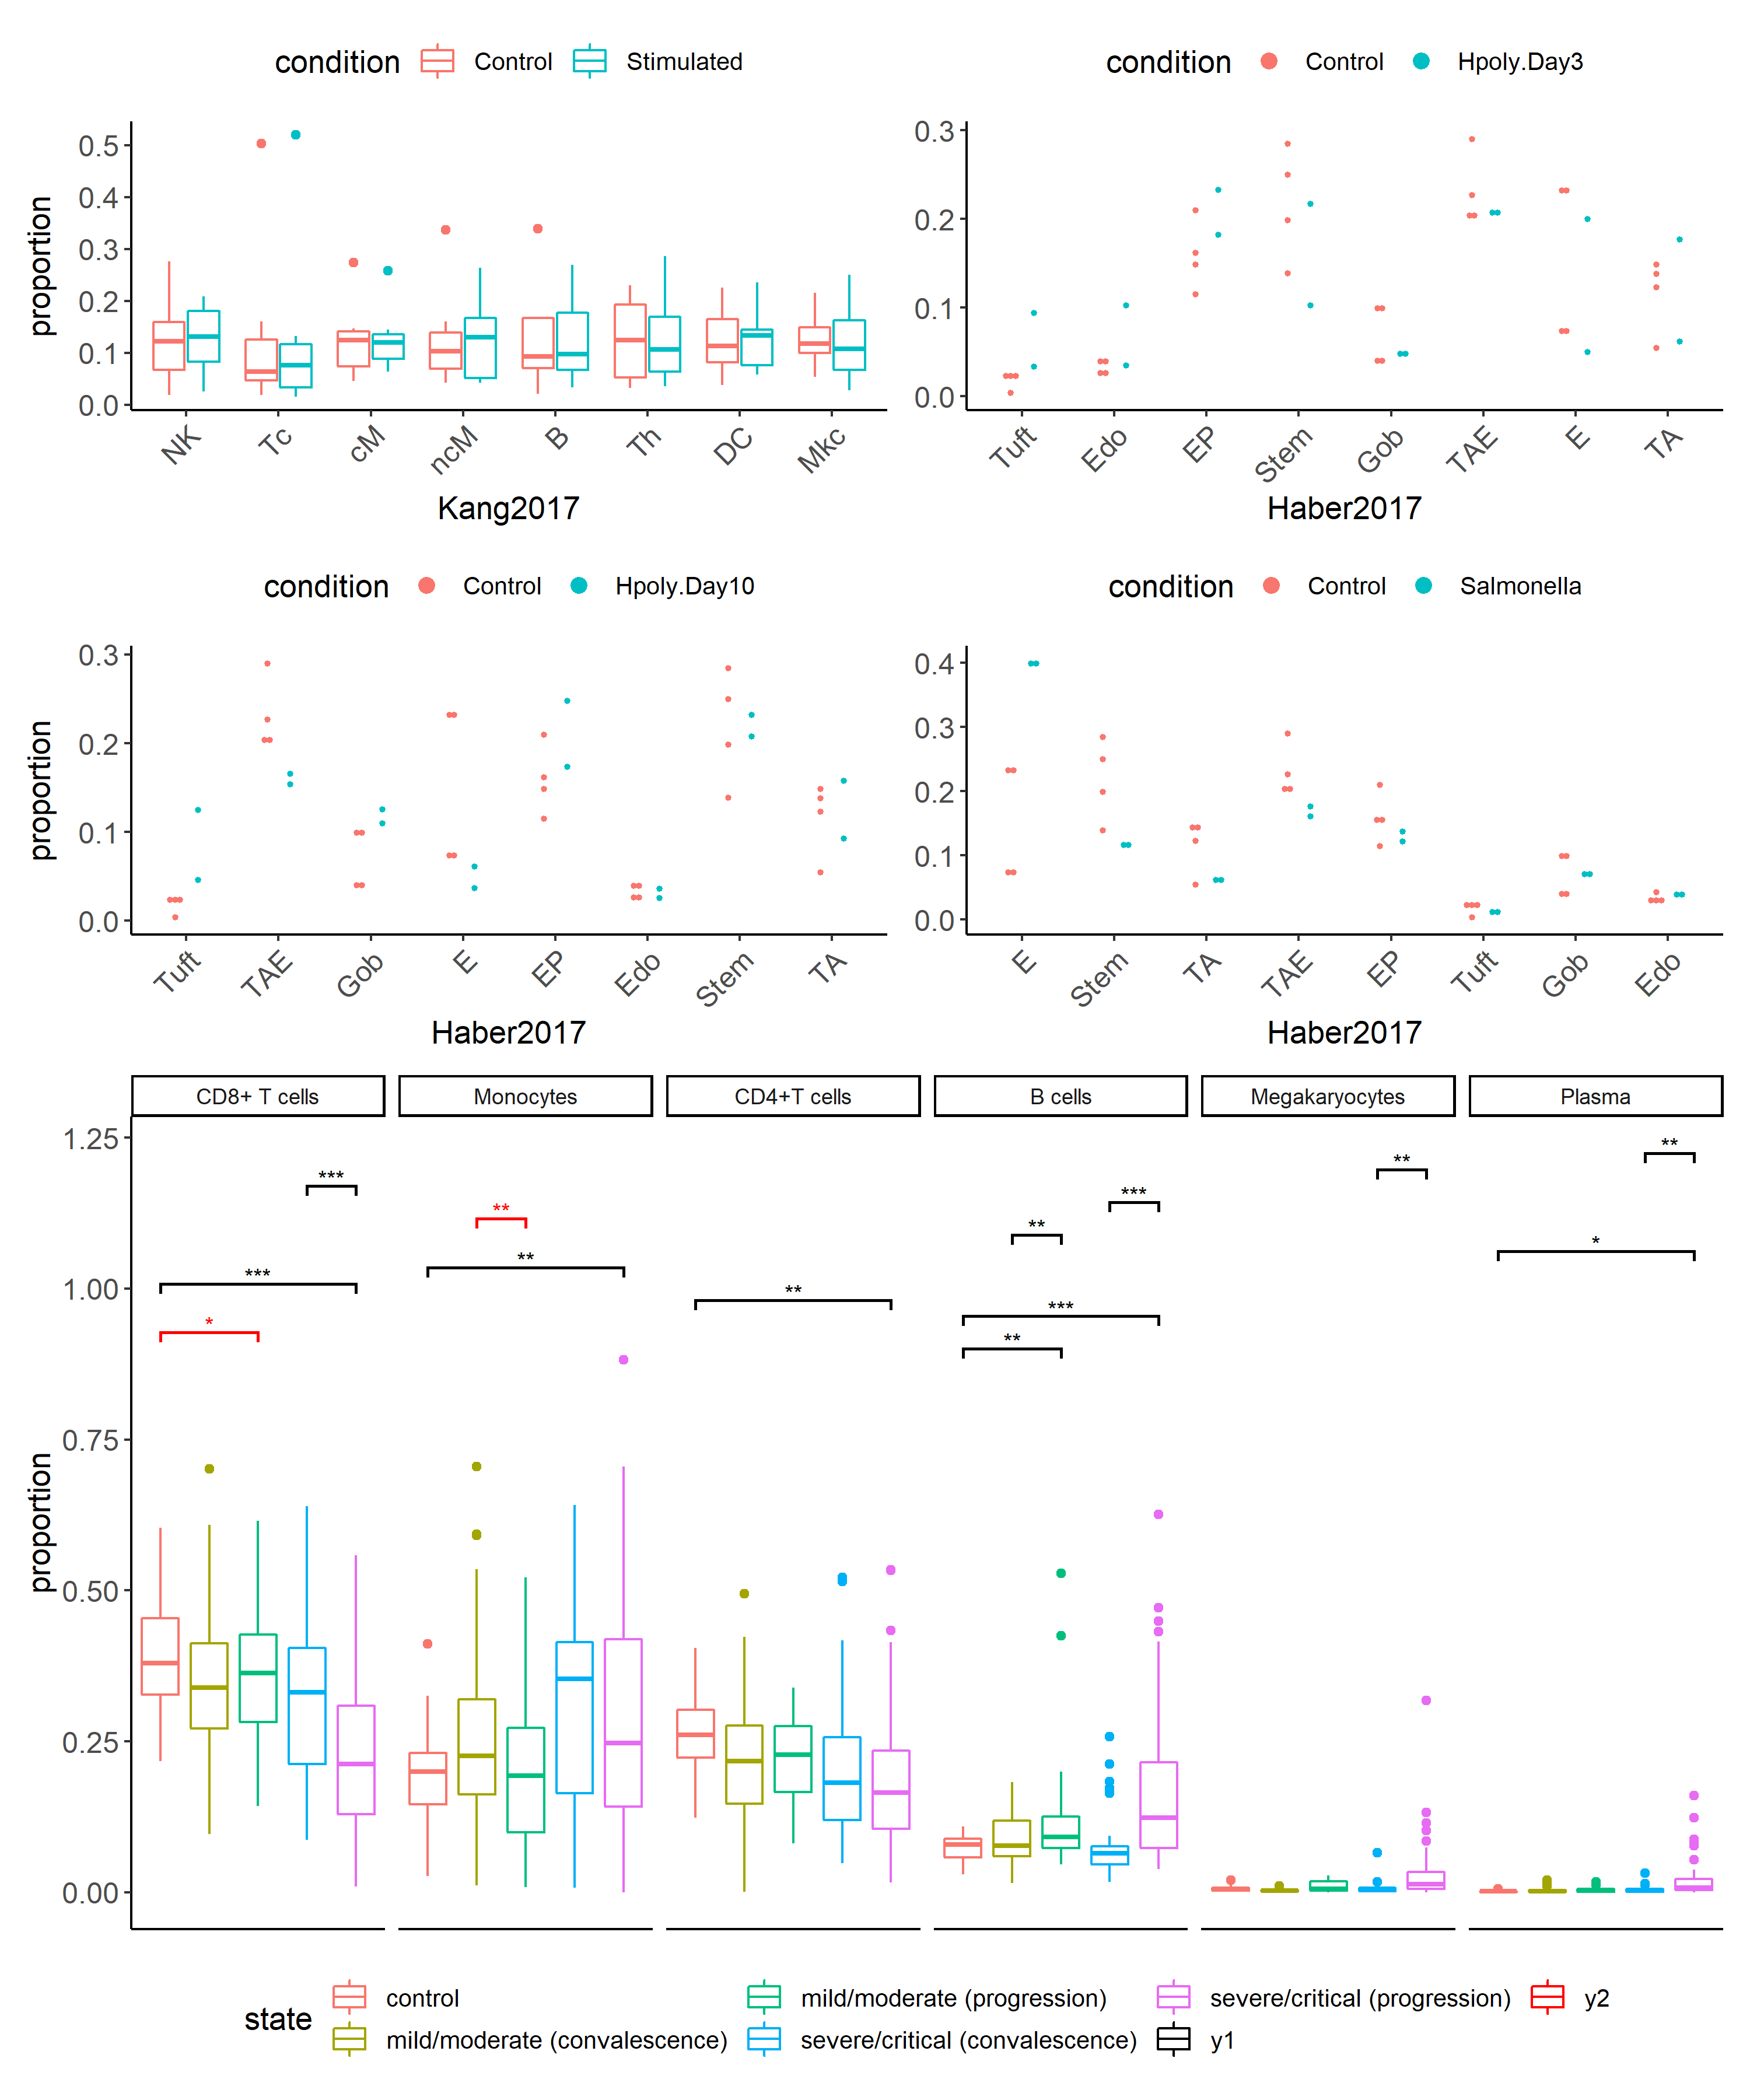 condition Control Stimulated
proportion
0.5
0.4
0.3
0.2
0.1
0.0
NK Tc cM ncM B Th DC Mkc
Kang2017
condition Control Hpoly.Day3
0.3
0.2
0.1
0.0
Tuft Edo EP Stem Gob TAE E TA
Haber2017
condition Control Hpoly.Day10
proportion
0.3
0.2
0.1
0.0
Tuft TAE Gob E EP Edo Stem TA
Haber2017
condition Control Salmonella
0.4
0.3
0.2
0.1
0.0
E Stem TA TAE EP Tuft Gob Edo
Haber2017
CD8+ T cells Monocytes CD4+T cells B cells Megakaryocytes Plasma
proportion
1.25
1.00
0.75
0.50
0.25
0.00
***
***
*
**
**
**
***
**
***
**
**
**
*
state
control mild/moderate (progression) severe/critical (progression) y2
mild/moderate (convalescence) severe/critical (convalescence) y1